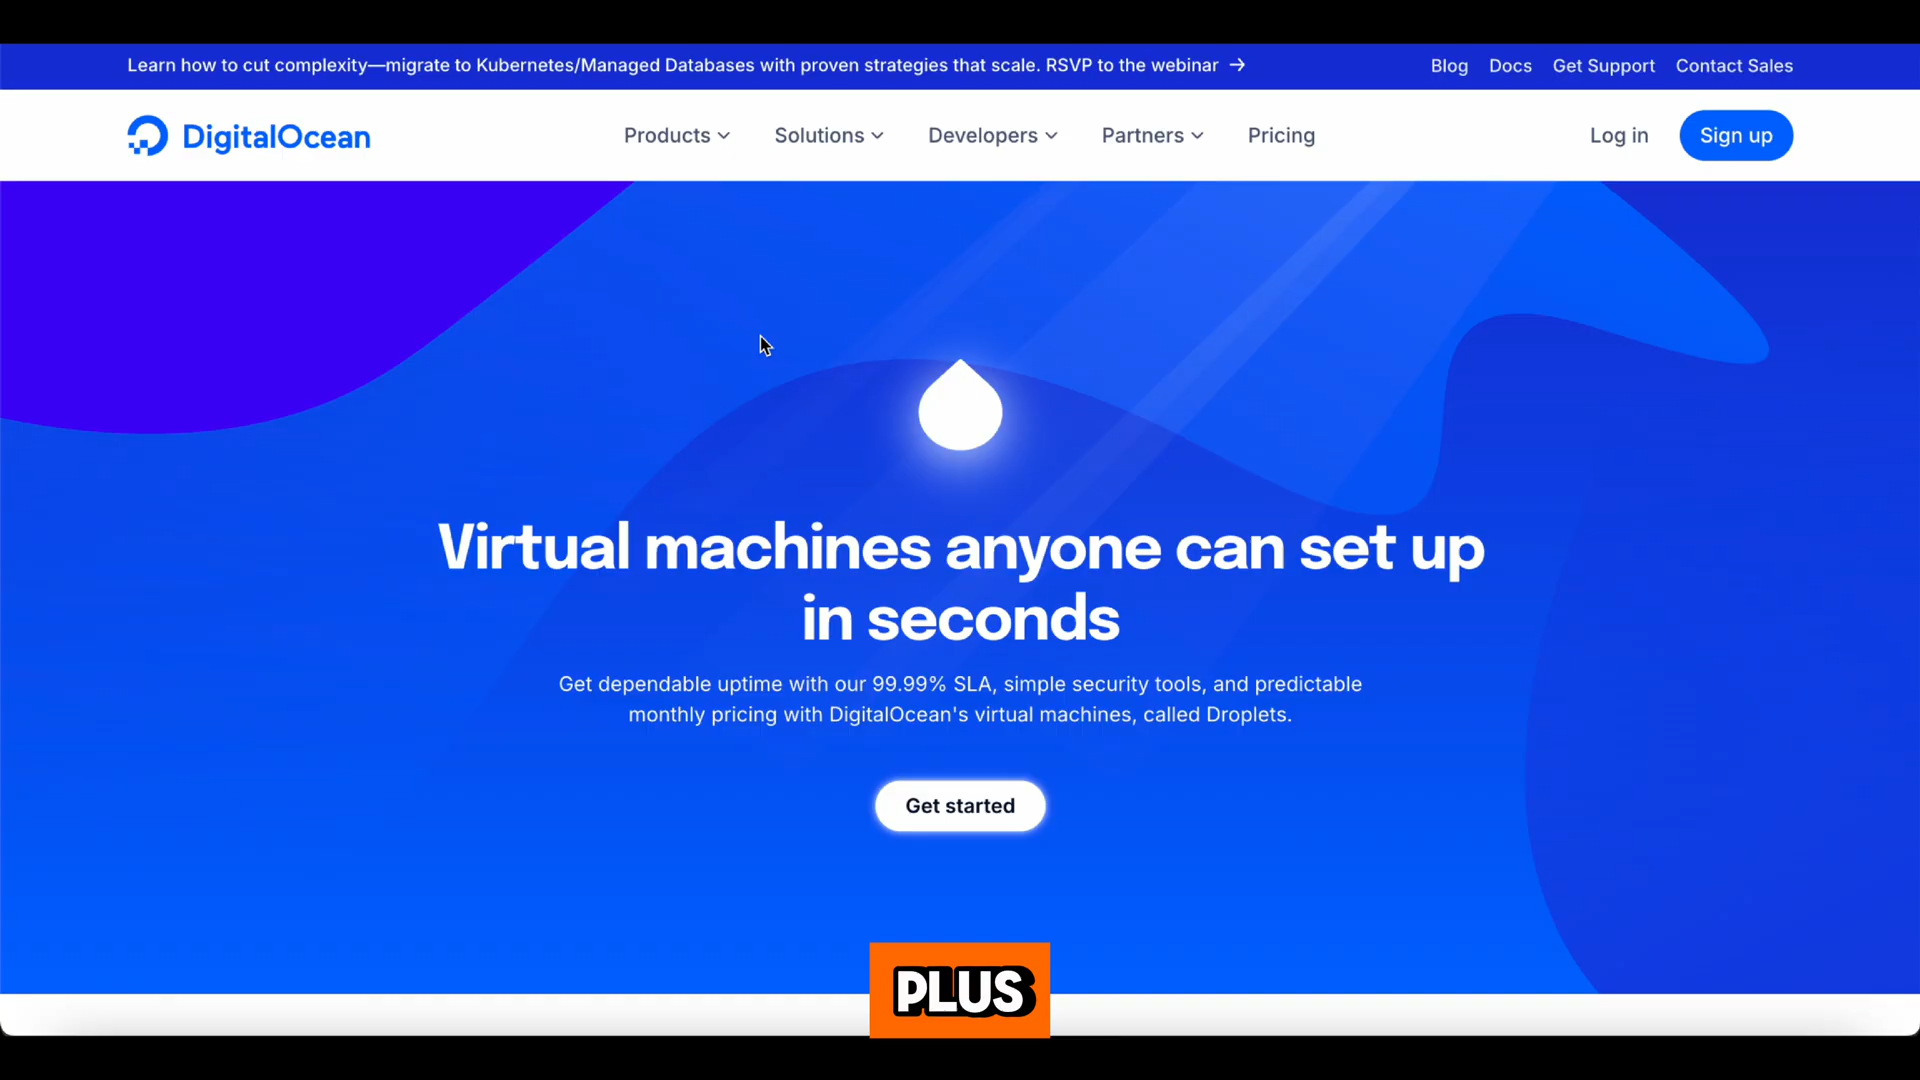 Learn how to cut complexity—migrate to Kubernetes/Managed Databases with proven strategies that scale. RSVP to the webinar →
Blog Docs Get Support Contact Sales
DigitalOcean
Products Solutions Developers Partners Pricing
Log in Sign up
Virtual machines anyone can set up
in seconds
Get dependable uptime with our 99.99% SLA, simple security tools, and predictable
monthly pricing with DigitalOcean's virtual machines, called Droplets.
Get started
PLUS